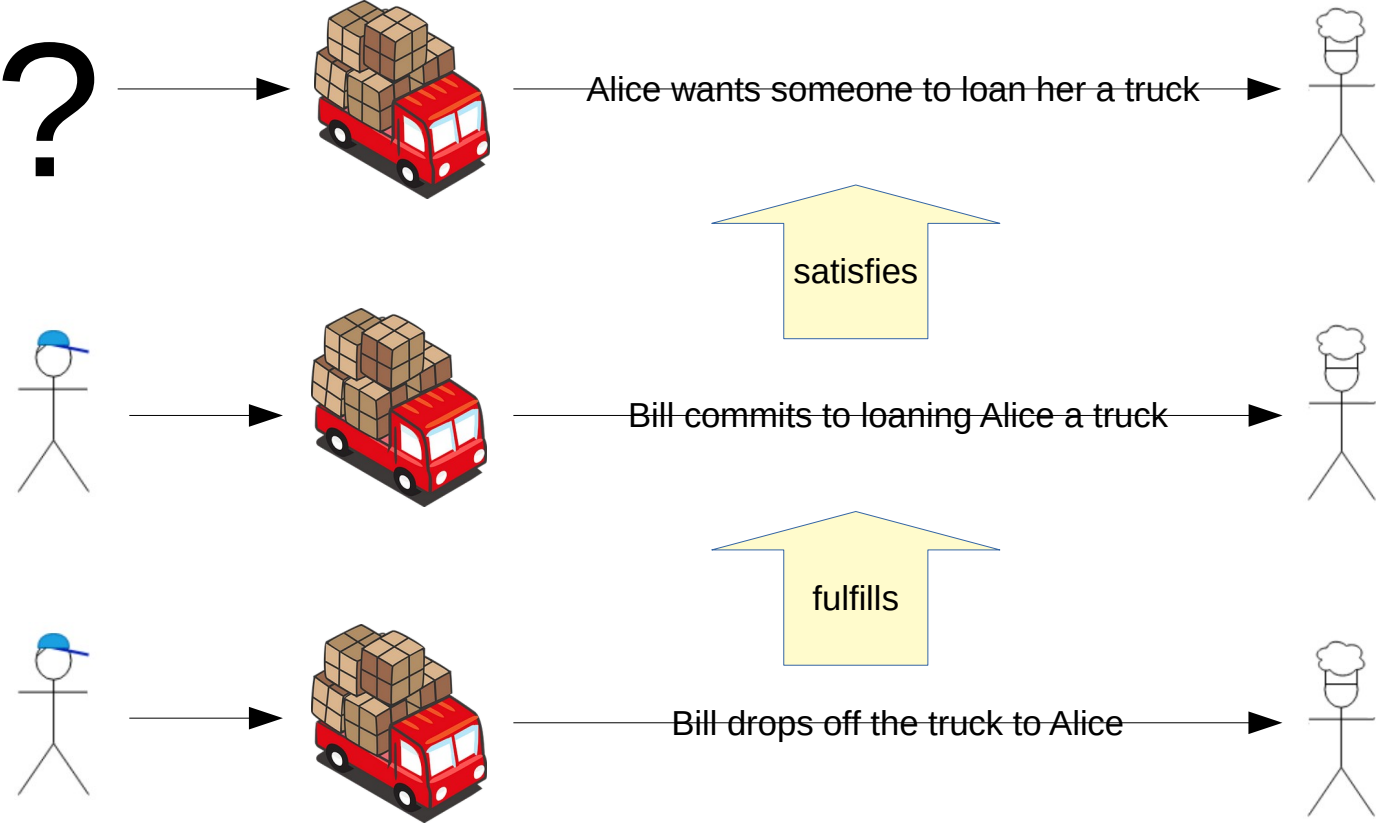 ?
Alice wants someone to loan her a truck
satisfies
Bill commits to loaning Alice a truck
fulfills
Bill drops off the truck to Alice